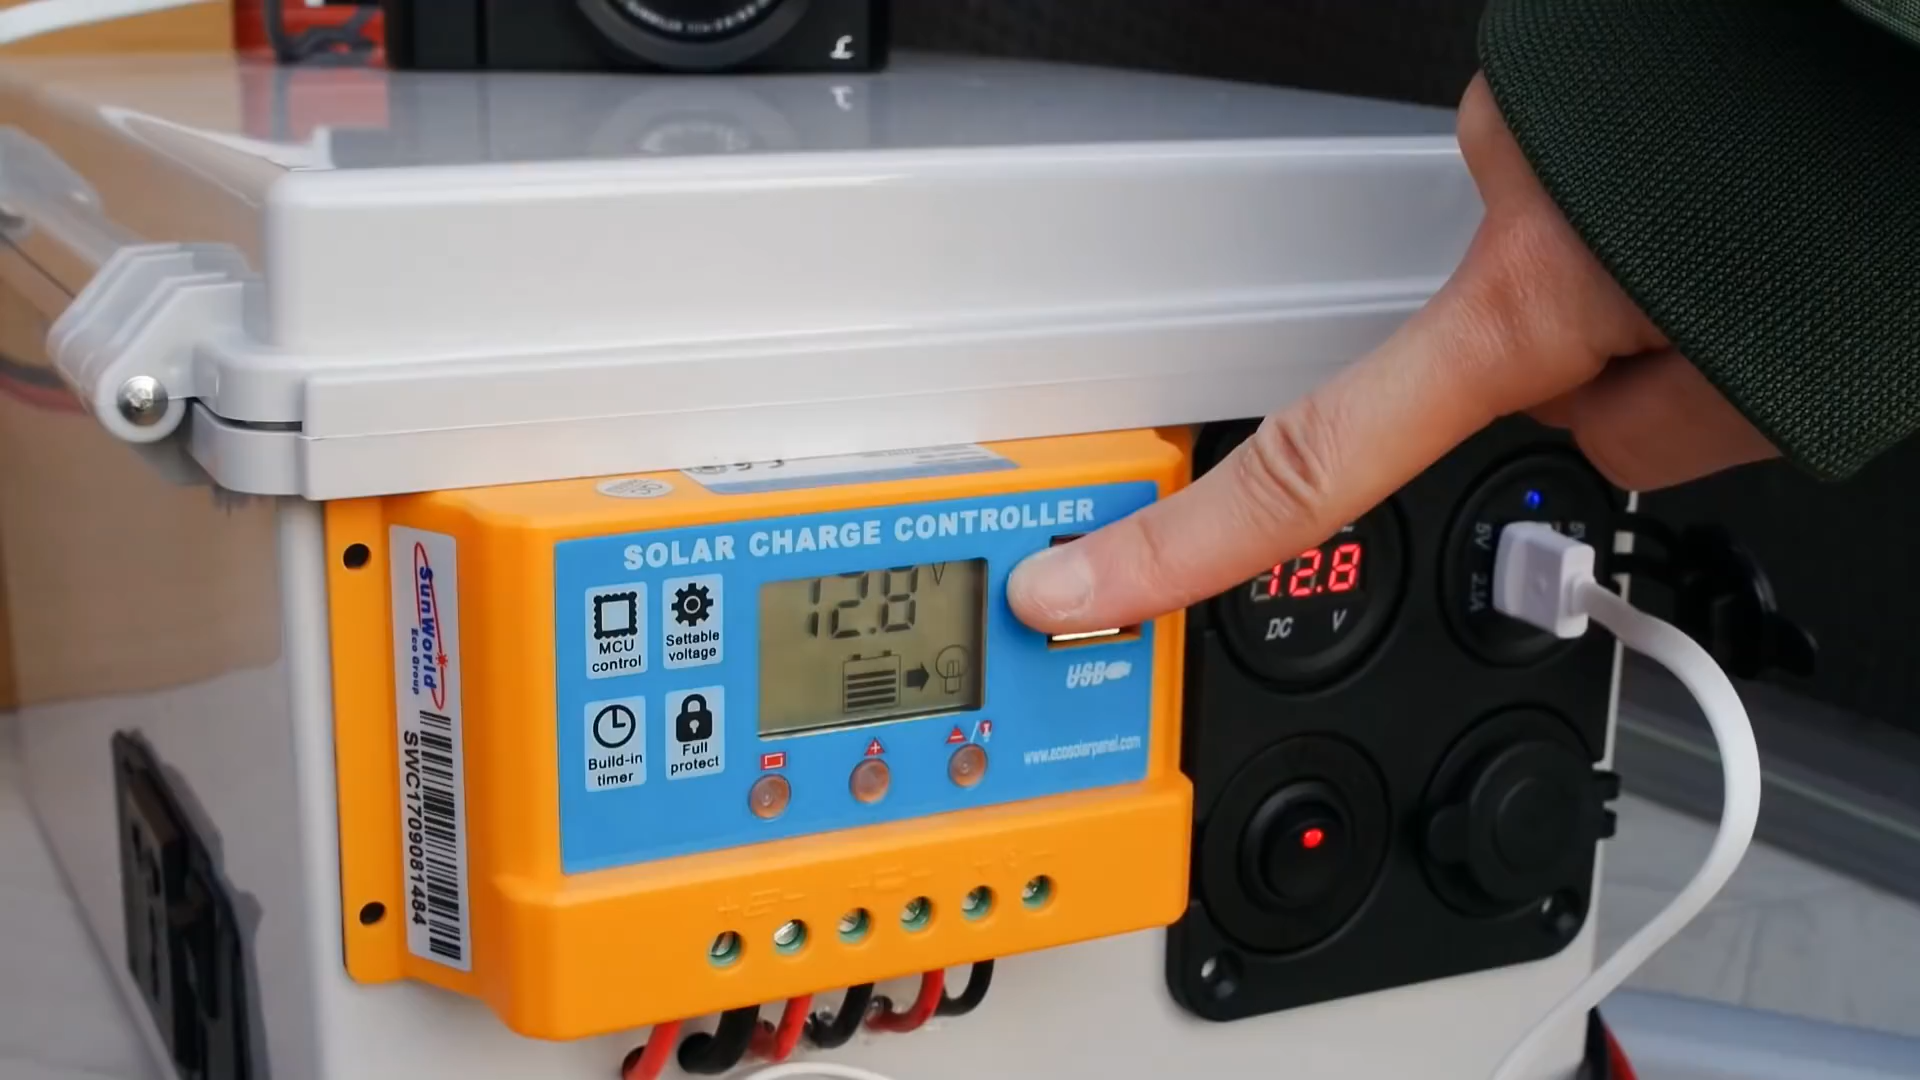 SOLAR CHARGE CONTROLLER
SunWorld
Eco Group
SWC1709081484
MCU
control
Settable
voltage
Build-in
timer
Full
protect
12.8 V
USB
www.ecosolarpanel.com
12.8
DC V
5V 2.1A